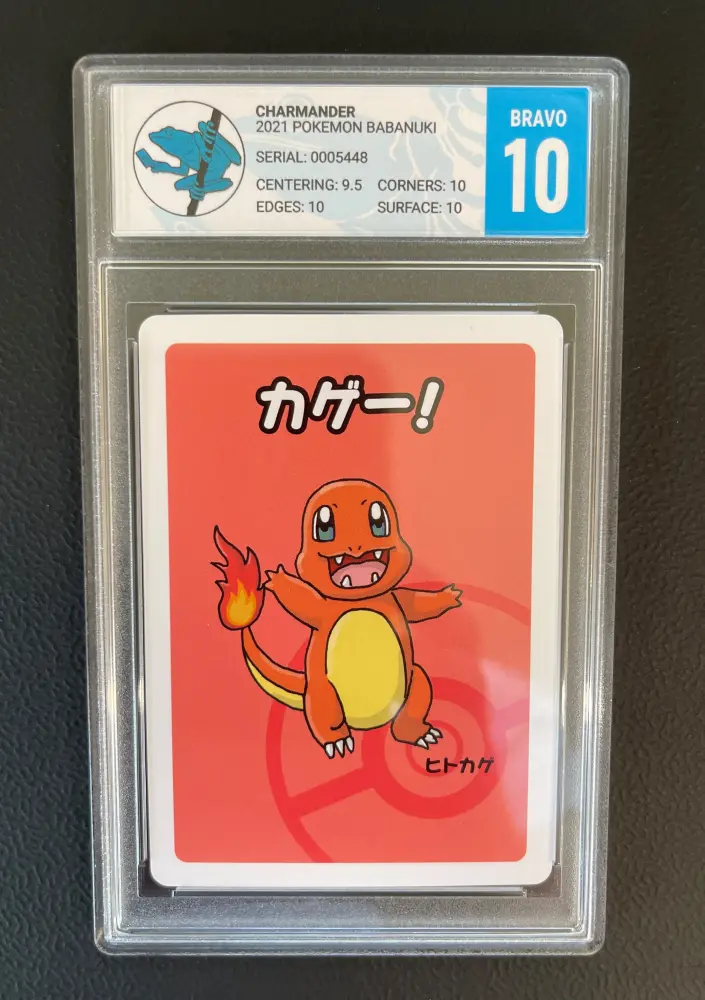 CHARMANDER
2021 POKEMON BABANUKI
SERIAL: 0005448
CENTERING: 9.5 CORNERS: 10
EDGES: 10 SURFACE: 10
BRAVO
10
カゲー!
ヒトカゲ